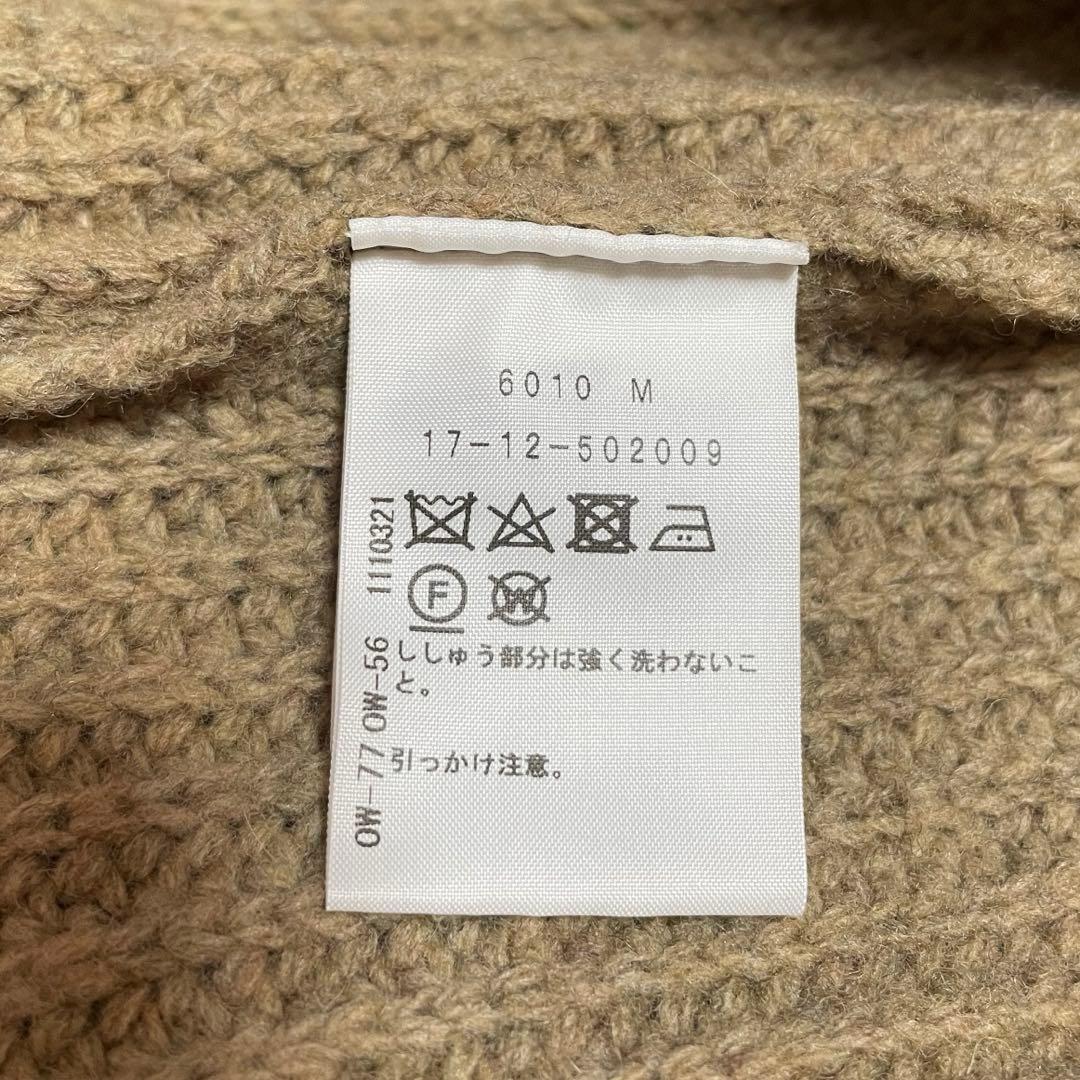 6010 M
17-12-502009
1110321
F
W
ししゅう部分は強く洗わないこ
と。
引っかけ注意。
OW-77 OW-56